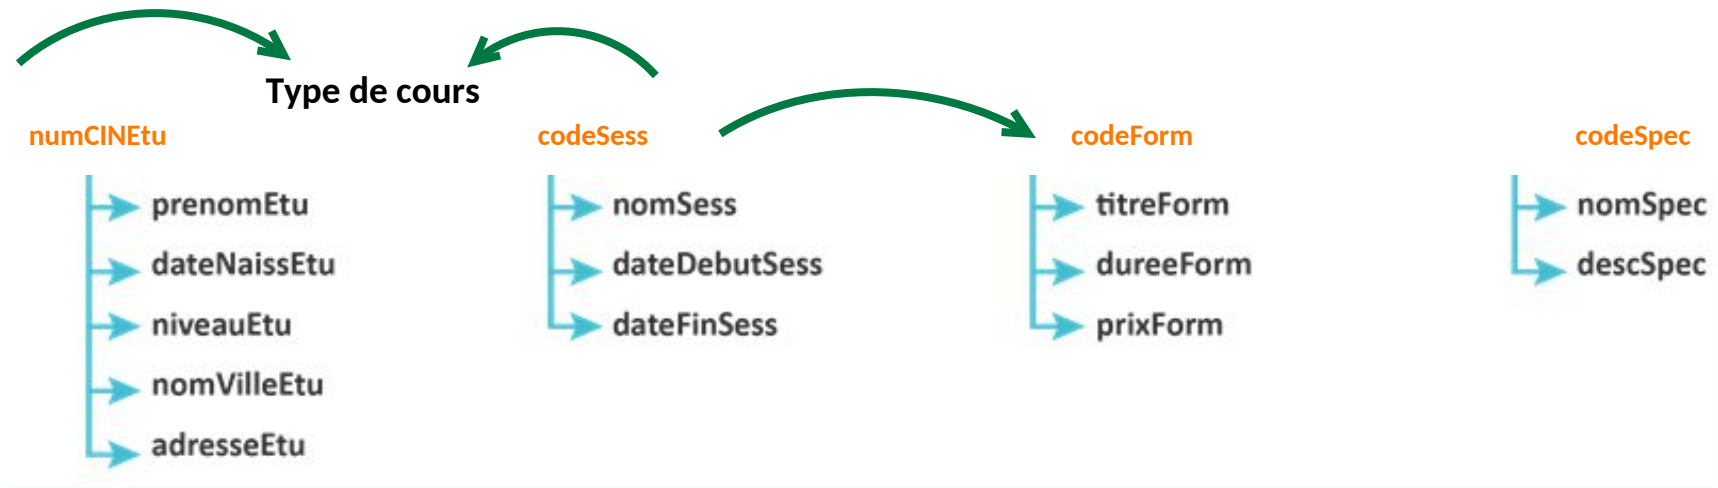 Type de cours
numCINEtu
prenomEtu
dateNaissEtu
niveauEtu
nomVilleEtu
adresseEtu
codeSess
nomSess
dateDebutSess
dateFinSess
codeForm
titreForm
dureeForm
prixForm
codeSpec
nomSpec
descSpec